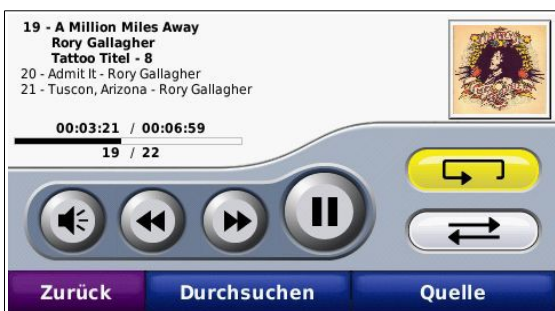 19 - A Million Miles Away
Rory Gallagher
Tattoo Titel - 8
20 - Admit It - Rory Gallagher
21 - Tuscon, Arizona - Rory Gallagher
00:03:21 / 00:06:59
19 / 22
Zurück Durchsuchen Quelle